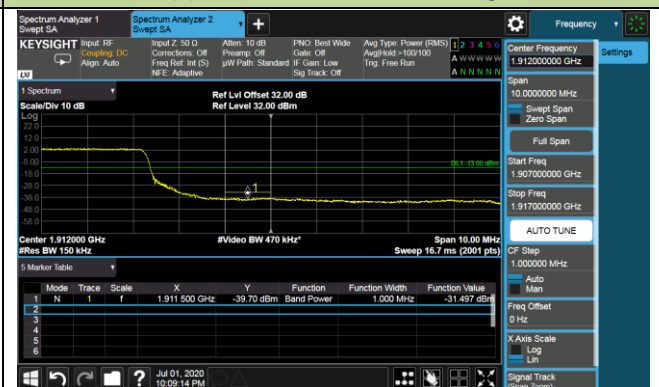 Spectrum Analyzer 1
Swept SA
Spectrum Analyzer 2
Swept SA
+
Frequency
KEYSIGHT
Input: RF
Coupling: DC
Align: Auto
Input Z: 50 Ω
Corrections: Off
Freq Ref: Int (S)
NFE: Adaptive
Atten: 10 dB
Preamp: Off
µW Path: Standard
PNO: Best Wide
Gate: Off
IF Gain: Low
Sig Track: Off
Avg Type: Power (RMS)
Avg|Hold:>100/100
Trig: Free Run
1 2 3 4 5 6
A W W W W W
A N N N N N
LXI
1 Spectrum
Scale/Div 10 dB
Ref Lvl Offset 32.00 dB
Ref Level 32.00 dBm
Log
22.0
12.0
2.00
-8.00
-18.0
-28.0
-38.0
-48.0
-58.0
DL1 -13.00 dBm
1
Center 1.9120000 GHz
#Res BW 150 kHz
#Video BW 470 kHz*
Span 10.00 MHz
Sweep 16.7 ms (2001 pts)
5 Marker Table
Mode Trace Scale X Y Function Function Width Function Value
1 N 1 f 1.911 500 GHz -39.70 dBm Band Power 1.000 MHz -31.497 dBm
2
3
4
5
6
Jul 01, 2020
10:09:14 PM
Center Frequency
1.912000000 GHz
Settings
Span
10.0000000 MHz
Swept Span
Zero Span
Full Span
Start Freq
1.907000000 GHz
Stop Freq
1.917000000 GHz
AUTO TUNE
CF Step
1.000000 MHz
Auto
Man
Freq Offset
0 Hz
X Axis Scale
Log
Lin
Signal Track
(Span Zoom)